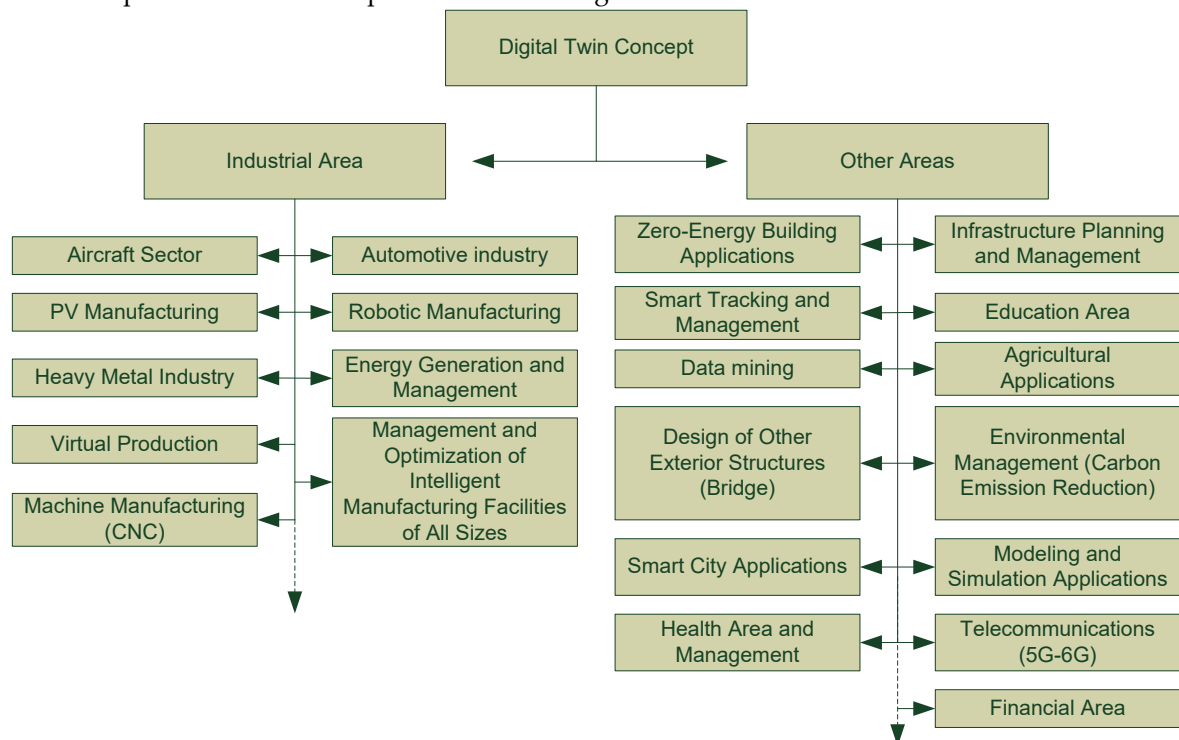 Digital Twin Concept
Industrial Area
Other Areas
Aircraft Sector
Automotive industry
PV Manufacturing
Robotic Manufacturing
Heavy Metal Industry
Energy Generation and
Management
Virtual Production
Management and
Optimization of
Intelligent
Manufacturing Facilities
of All Sizes
Machine Manufacturing
(CNC)
Zero-Energy Building
Applications
Infrastructure Planning
and Management
Smart Tracking and
Management
Education Area
Data mining
Agricultural
Applications
Design of Other
Exterior Structures
(Bridge)
Environmental
Management (Carbon
Emission Reduction)
Smart City Applications
Modeling and
Simulation Applications
Health Area and
Management
Telecommunications
(5G-6G)
Financial Area